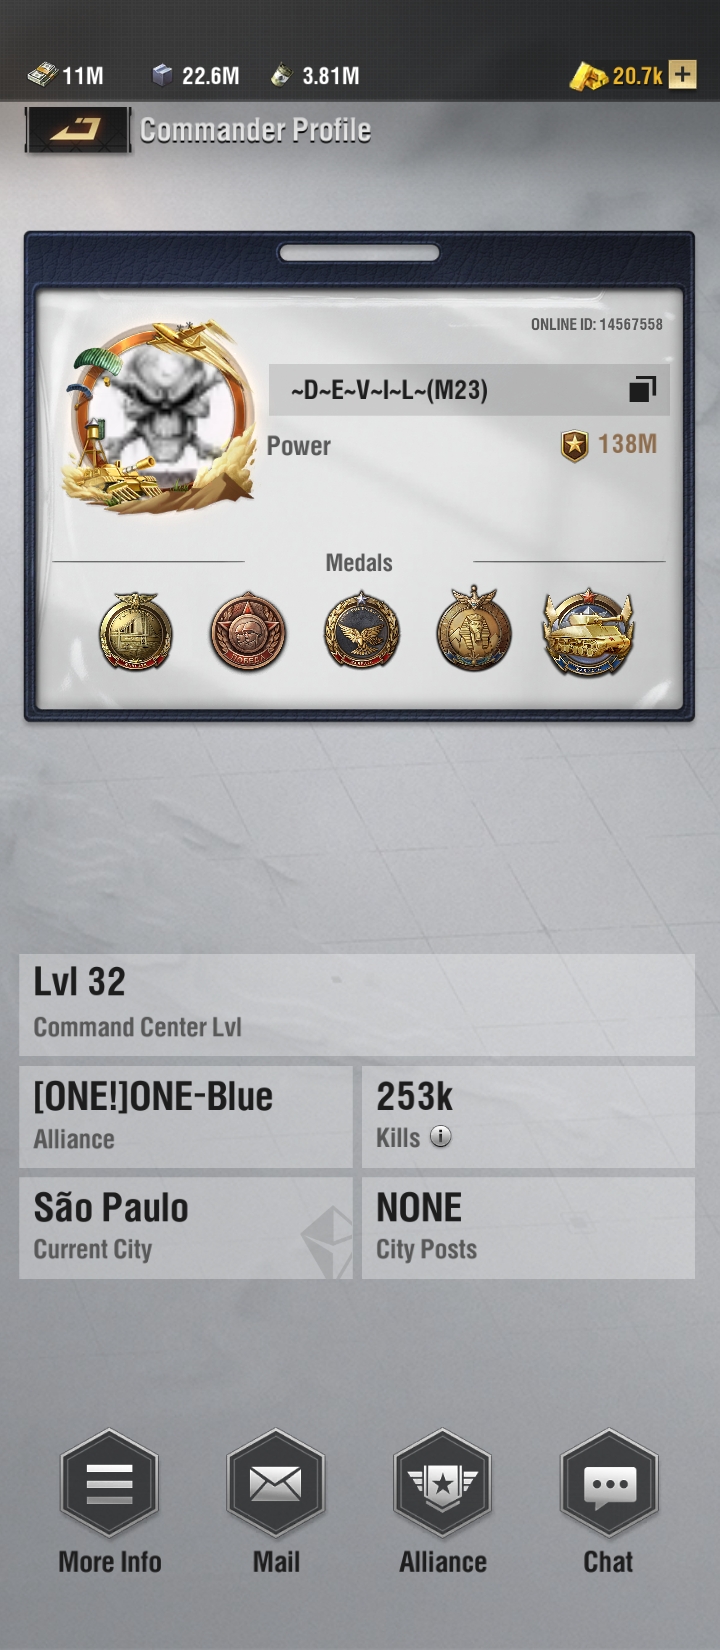 11M 22.6M 3.81M 20.7k +
Commander Profile
ONLINE ID: 14567558
~D~E~V~I~L~(M23)
Power 138M
Medals
ПОБЕДА
Lvl 32
Command Center Lvl
[ONE!]ONE-Blue
Alliance
253k
Kills i
São Paulo
Current City
NONE
City Posts
More Info Mail Alliance Chat